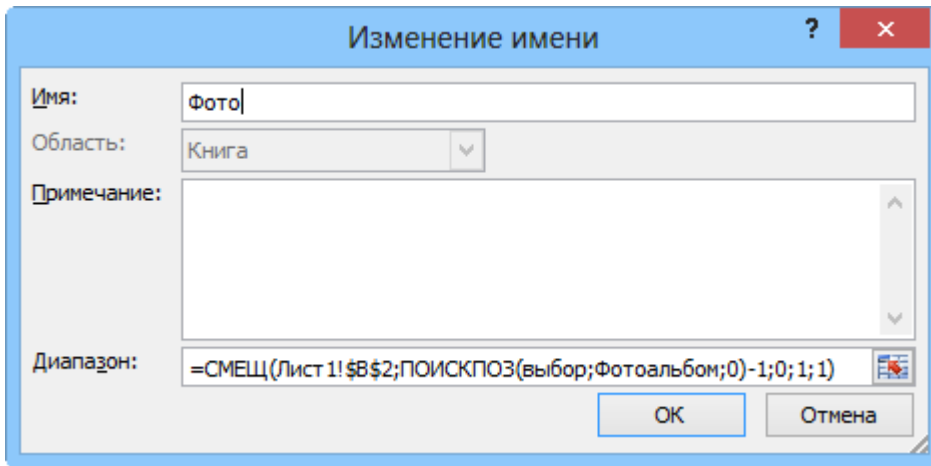 Изменение имени
?
Имя:
Фото
Область:
Книга
Примечание:
Диапазон:
=СМЕЩ(Лист1!$B$2;ПОИСКПОЗ(выбор;Фотоальбом;0)-1;0;1;1)
ОК
Отмена